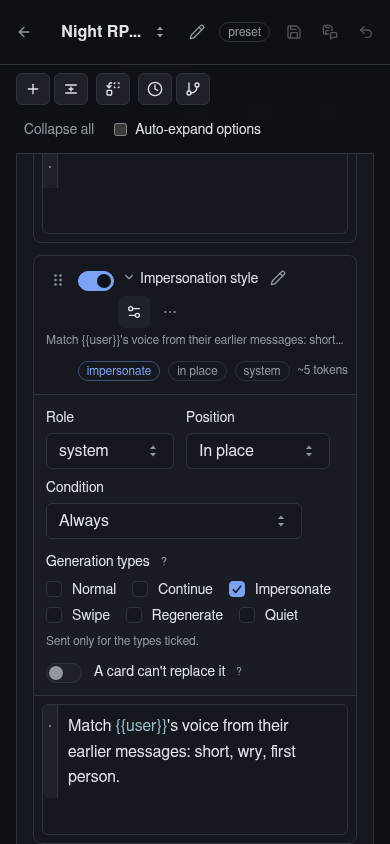 Night RP...
preset
Collapse all
Auto-expand options
Impersonation style
Match {{user}}'s voice from their earlier messages: short...
impersonate in place system ~5 tokens
Role Position
system In place
Condition
Always
Generation types ?
Normal Continue Impersonate
Swipe Regenerate Quiet
Sent only for the types ticked.
A card can't replace it ?
Match {{user}}'s voice from their
earlier messages: short, wry, first
person.